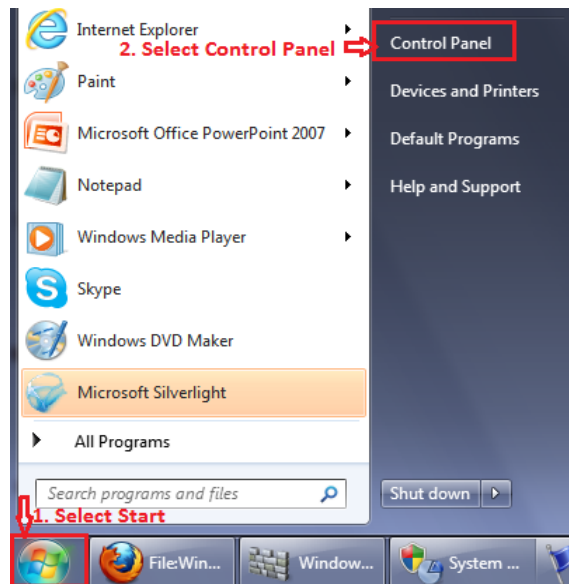 Internet Explorer
2. Select Control Panel
Control Panel
Paint
Devices and Printers
Microsoft Office PowerPoint 2007
Default Programs
Notepad
Help and Support
Windows Media Player
Skype
Windows DVD Maker
Microsoft Silverlight
All Programs
Search programs and files
Shut down
1. Select Start
File:Win...
Window...
System ...